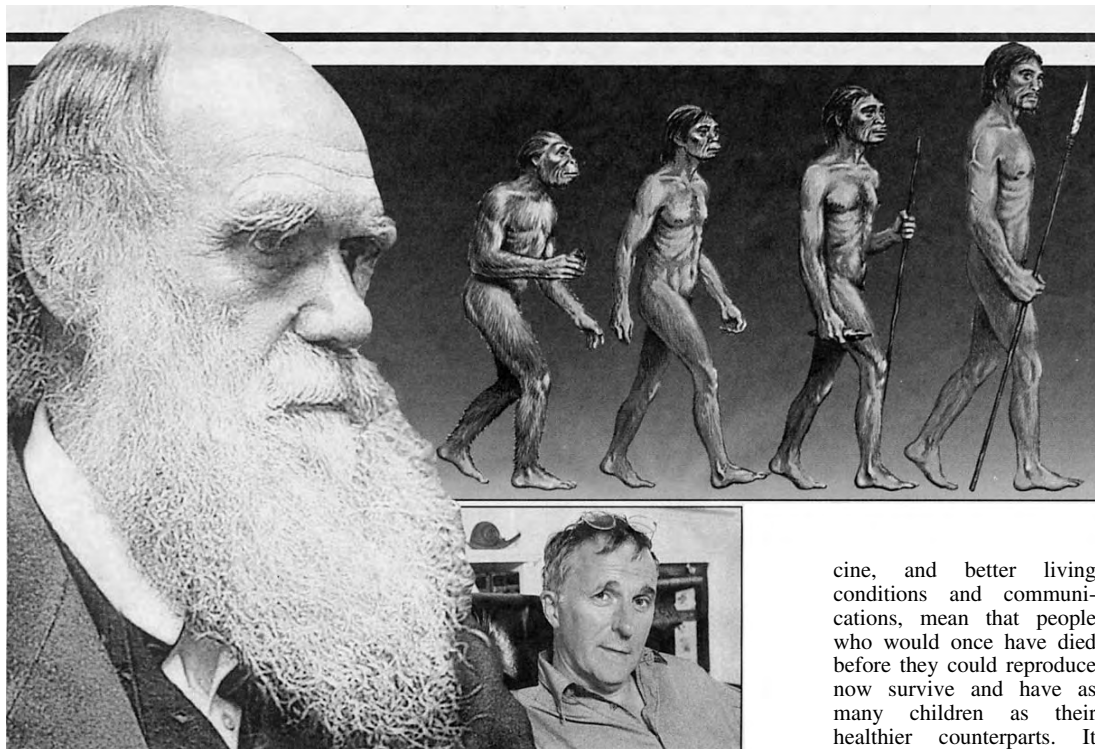 cine, and better living
conditions and communi-
cations, mean that people
who would once have died
before they could reproduce
now survive and have as
many children as their
healthier counterparts. It